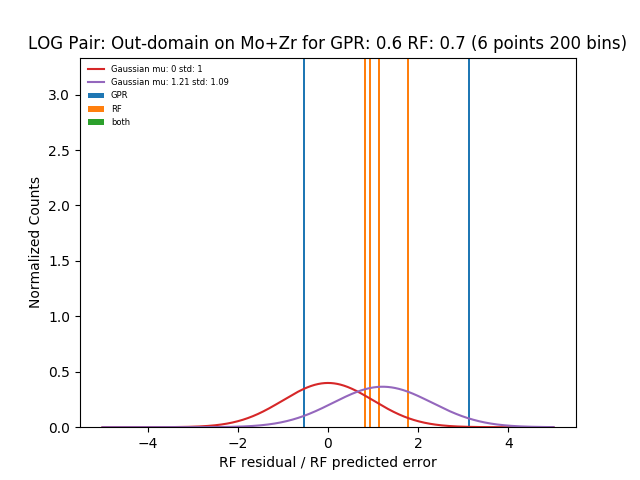 LOG Pair: Out-domain on Mo+Zr for GPR: 0.6 RF: 0.7 (6 points 200 bins)
Gaussian mu: 0 std: 1
Gaussian mu: 1.21 std: 1.09
GPR
RF
both
Normalized Counts
3.0
2.5
2.0
1.5
1.0
0.5
0.0
−4 −2 0 2 4
RF residual / RF predicted error